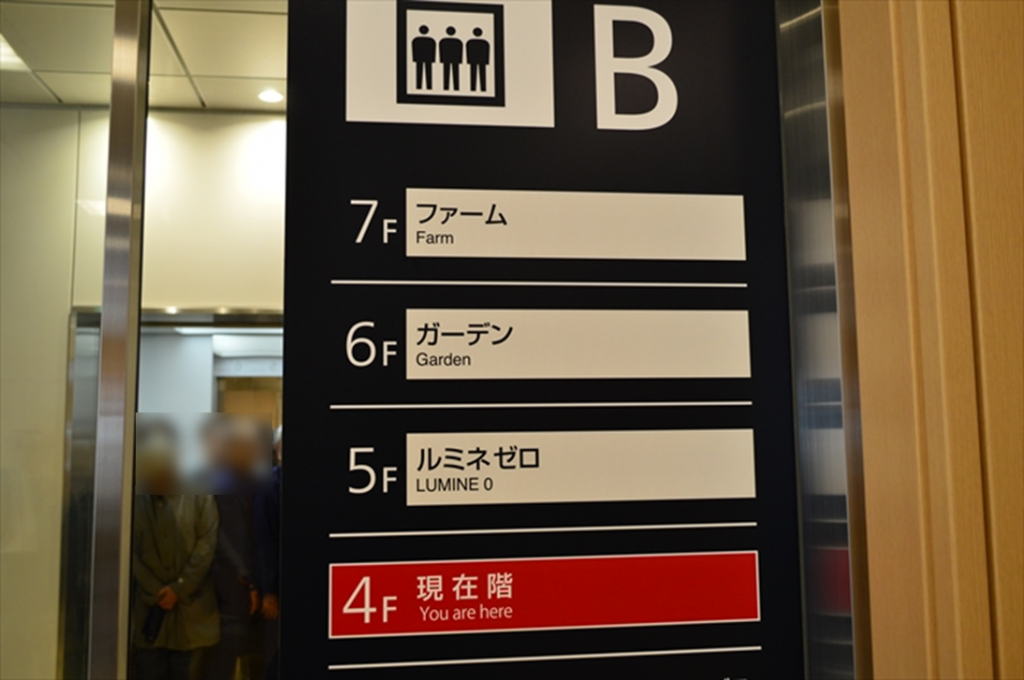 B
7F ファーム
Farm
6F ガーデン
Garden
5F ルミネゼロ
LUMINE 0
4F 現在階
You are here